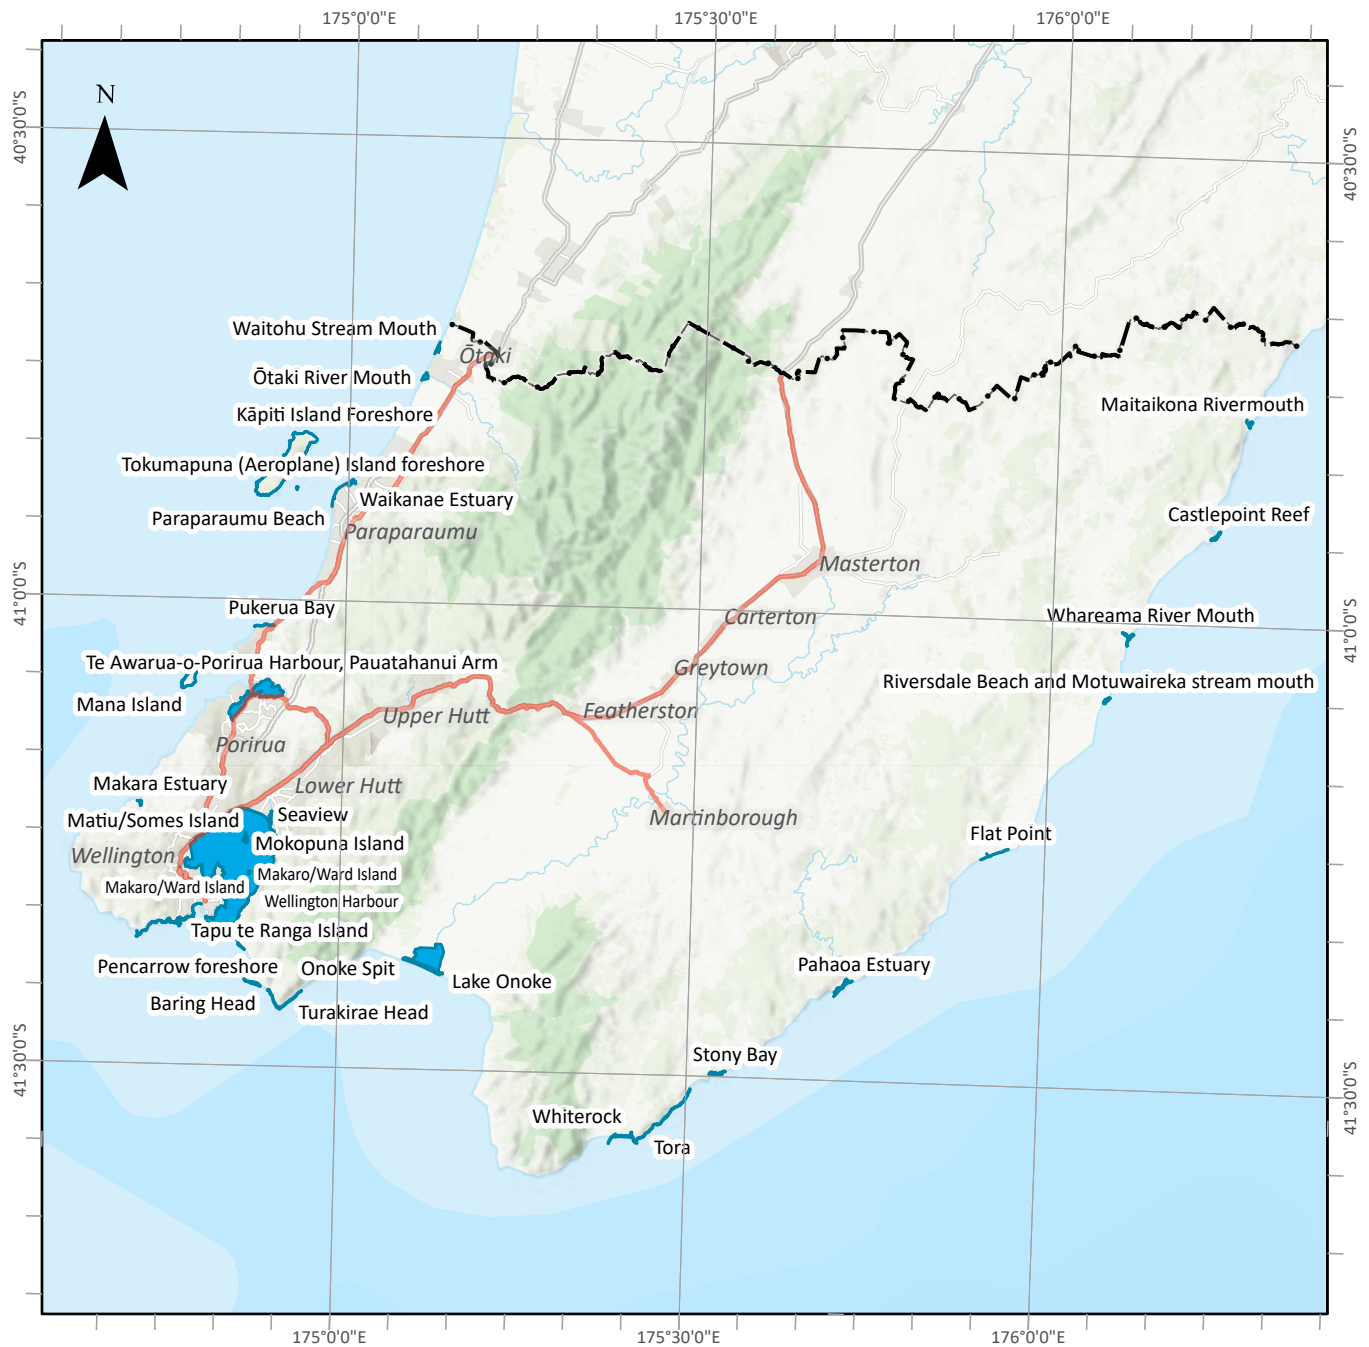 175°0'0"E
175°30'0"E
176°0'0"E
N
40°30'0"S
40°30'0"S
Waitohu Stream Mouth
Ōtaki
Ōtaki River Mouth
Kāpiti Island Foreshore
Maitaikona Rivermouth
Tokumapuna (Aeroplane) Island foreshore
Waikanae Estuary
Paraparaumu Beach
Castlepoint Reef
Paraparaumu
Masterton
41°0'0"S
Pukerua Bay
Carterton
Whareama River Mouth
41°0'0"S
Te Awarua-o-Porirua Harbour, Pauatahanui Arm
Greytown
Riversdale Beach and Motuwaireka stream mouth
Mana Island
Upper Hutt
Featherston
Porirua
Makara Estuary
Lower Hutt
Matiu/Somes Island
Seaview
Martinborough
Flat Point
Mokopuna Island
Wellington
Makaro/Ward Island
Makaro/Ward Island
Wellington Harbour
Tapu te Ranga Island
Pencarrow foreshore
Onoke Spit
Pahaoa Estuary
Lake Onoke
Baring Head
Turakirae Head
41°30'0"S
Stony Bay
41°30'0"S
Whiterock
Tora
175°0'0"E
175°30'0"E
176°0'0"E